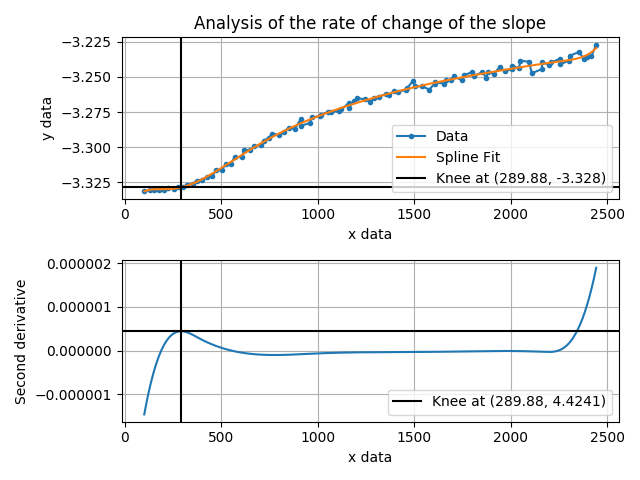 Analysis of the rate of change of the slope
−3.225
−3.250
−3.275
−3.300
−3.325
y data
Data
Spline Fit
Knee at (289.88, -3.328)
0 500 1000 1500 2000 2500
x data
0.000002
0.000001
0.000000
−0.000001
Second derivative
Knee at (289.88, 4.4241)
0 500 1000 1500 2000 2500
x data